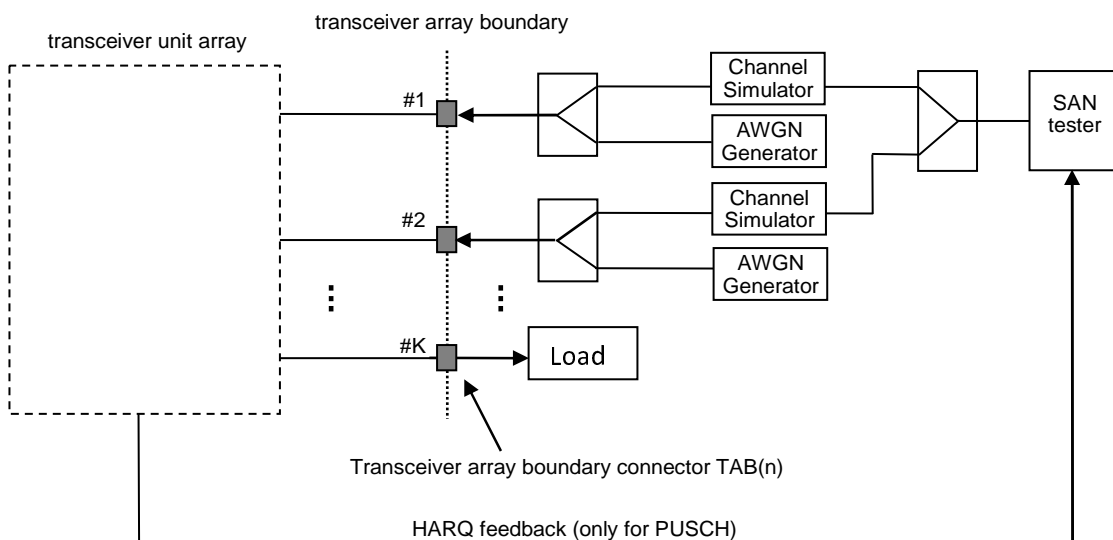 transceiver array boundary
transceiver unit array
#1
Channel
Simulator
SAN
tester
AWGN
Generator
#2
Channel
Simulator
AWGN
Generator
#K
Load
Transceiver array boundary connector TAB(n)
HARQ feedback (only for PUSCH)